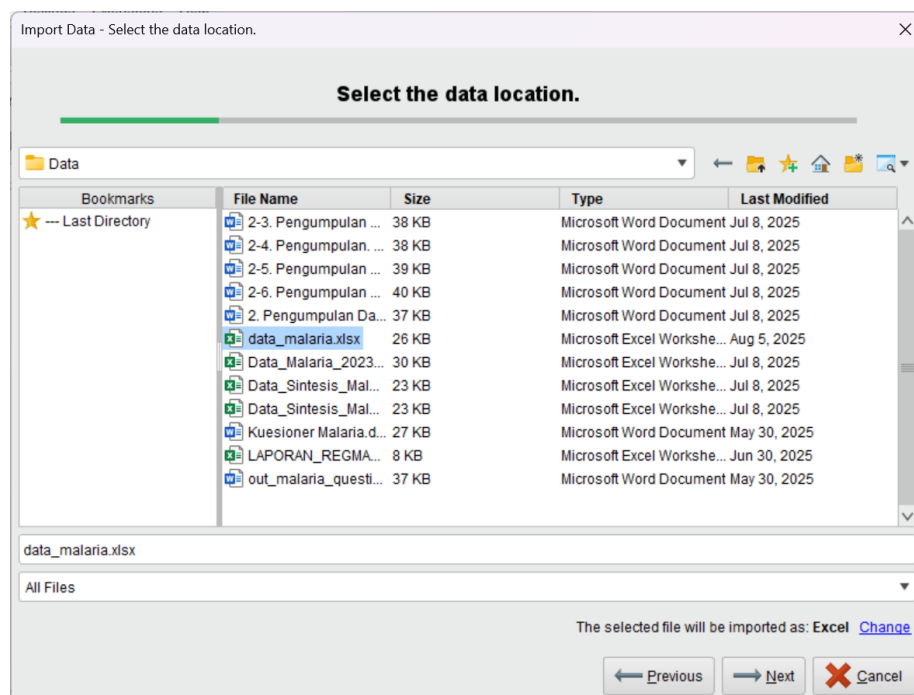 Import Data - Select the data location.
Select the data location.
Data
Bookmarks File Name Size Type Last Modified
--- Last Directory 2-3. Pengumpulan ... 38 KB Microsoft Word Document Jul 8, 2025
2-4. Pengumpulan. ... 38 KB Microsoft Word Document Jul 8, 2025
2-5. Pengumpulan ... 39 KB Microsoft Word Document Jul 8, 2025
2-6. Pengumpulan ... 40 KB Microsoft Word Document Jul 8, 2025
2. Pengumpulan Da... 37 KB Microsoft Word Document Jul 8, 2025
data_malaria.xlsx 26 KB Microsoft Excel Workshe... Aug 5, 2025
Data_Malaria_2023... 30 KB Microsoft Excel Workshe... Jul 8, 2025
Data_Sintesis_Mal... 23 KB Microsoft Excel Workshe... Jul 8, 2025
Data_Sintesis_Mal... 23 KB Microsoft Excel Workshe... Jul 8, 2025
Kuesioner Malaria.d... 27 KB Microsoft Word Document May 30, 2025
LAPORAN_REGMA... 8 KB Microsoft Excel Workshe... Jun 30, 2025
out_malaria_questi... 37 KB Microsoft Word Document May 30, 2025
data_malaria.xlsx
All Files
The selected file will be imported as: Excel Change
Previous Next Cancel